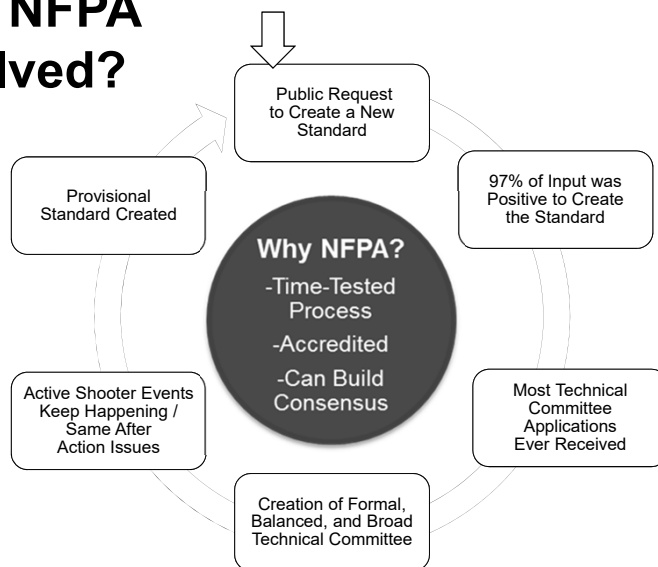 NFPA
lved?
Public Request
to Create a New
Standard
97% of Input was
Positive to Create
the Standard
Most Technical
Committee
Applications
Ever Received
Creation of Formal,
Balanced, and Broad
Technical Committee
Active Shooter Events
Keep Happening /
Same After
Action Issues
Provisional
Standard Created
Why NFPA?
-Time-Tested
Process
-Accredited
-Can Build
Consensus